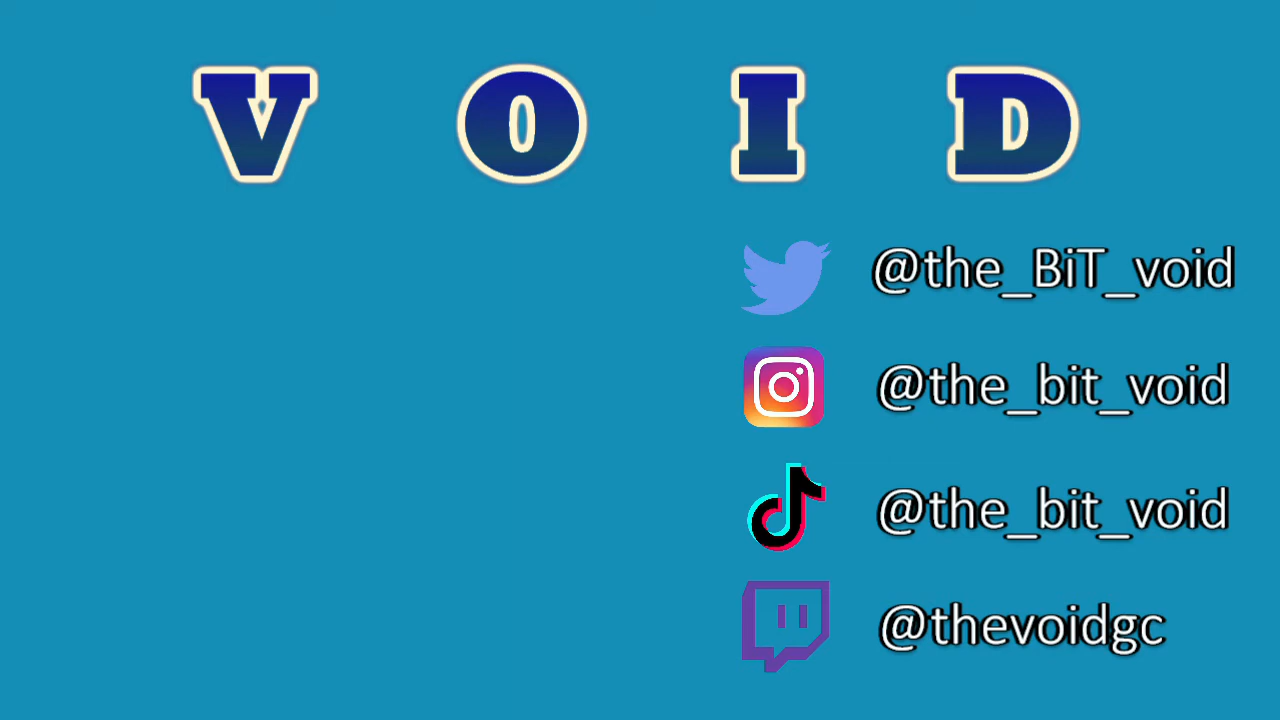 V O I D
@the_BiT_void
@the_bit_void
@the_bit_void
@thevoidgc